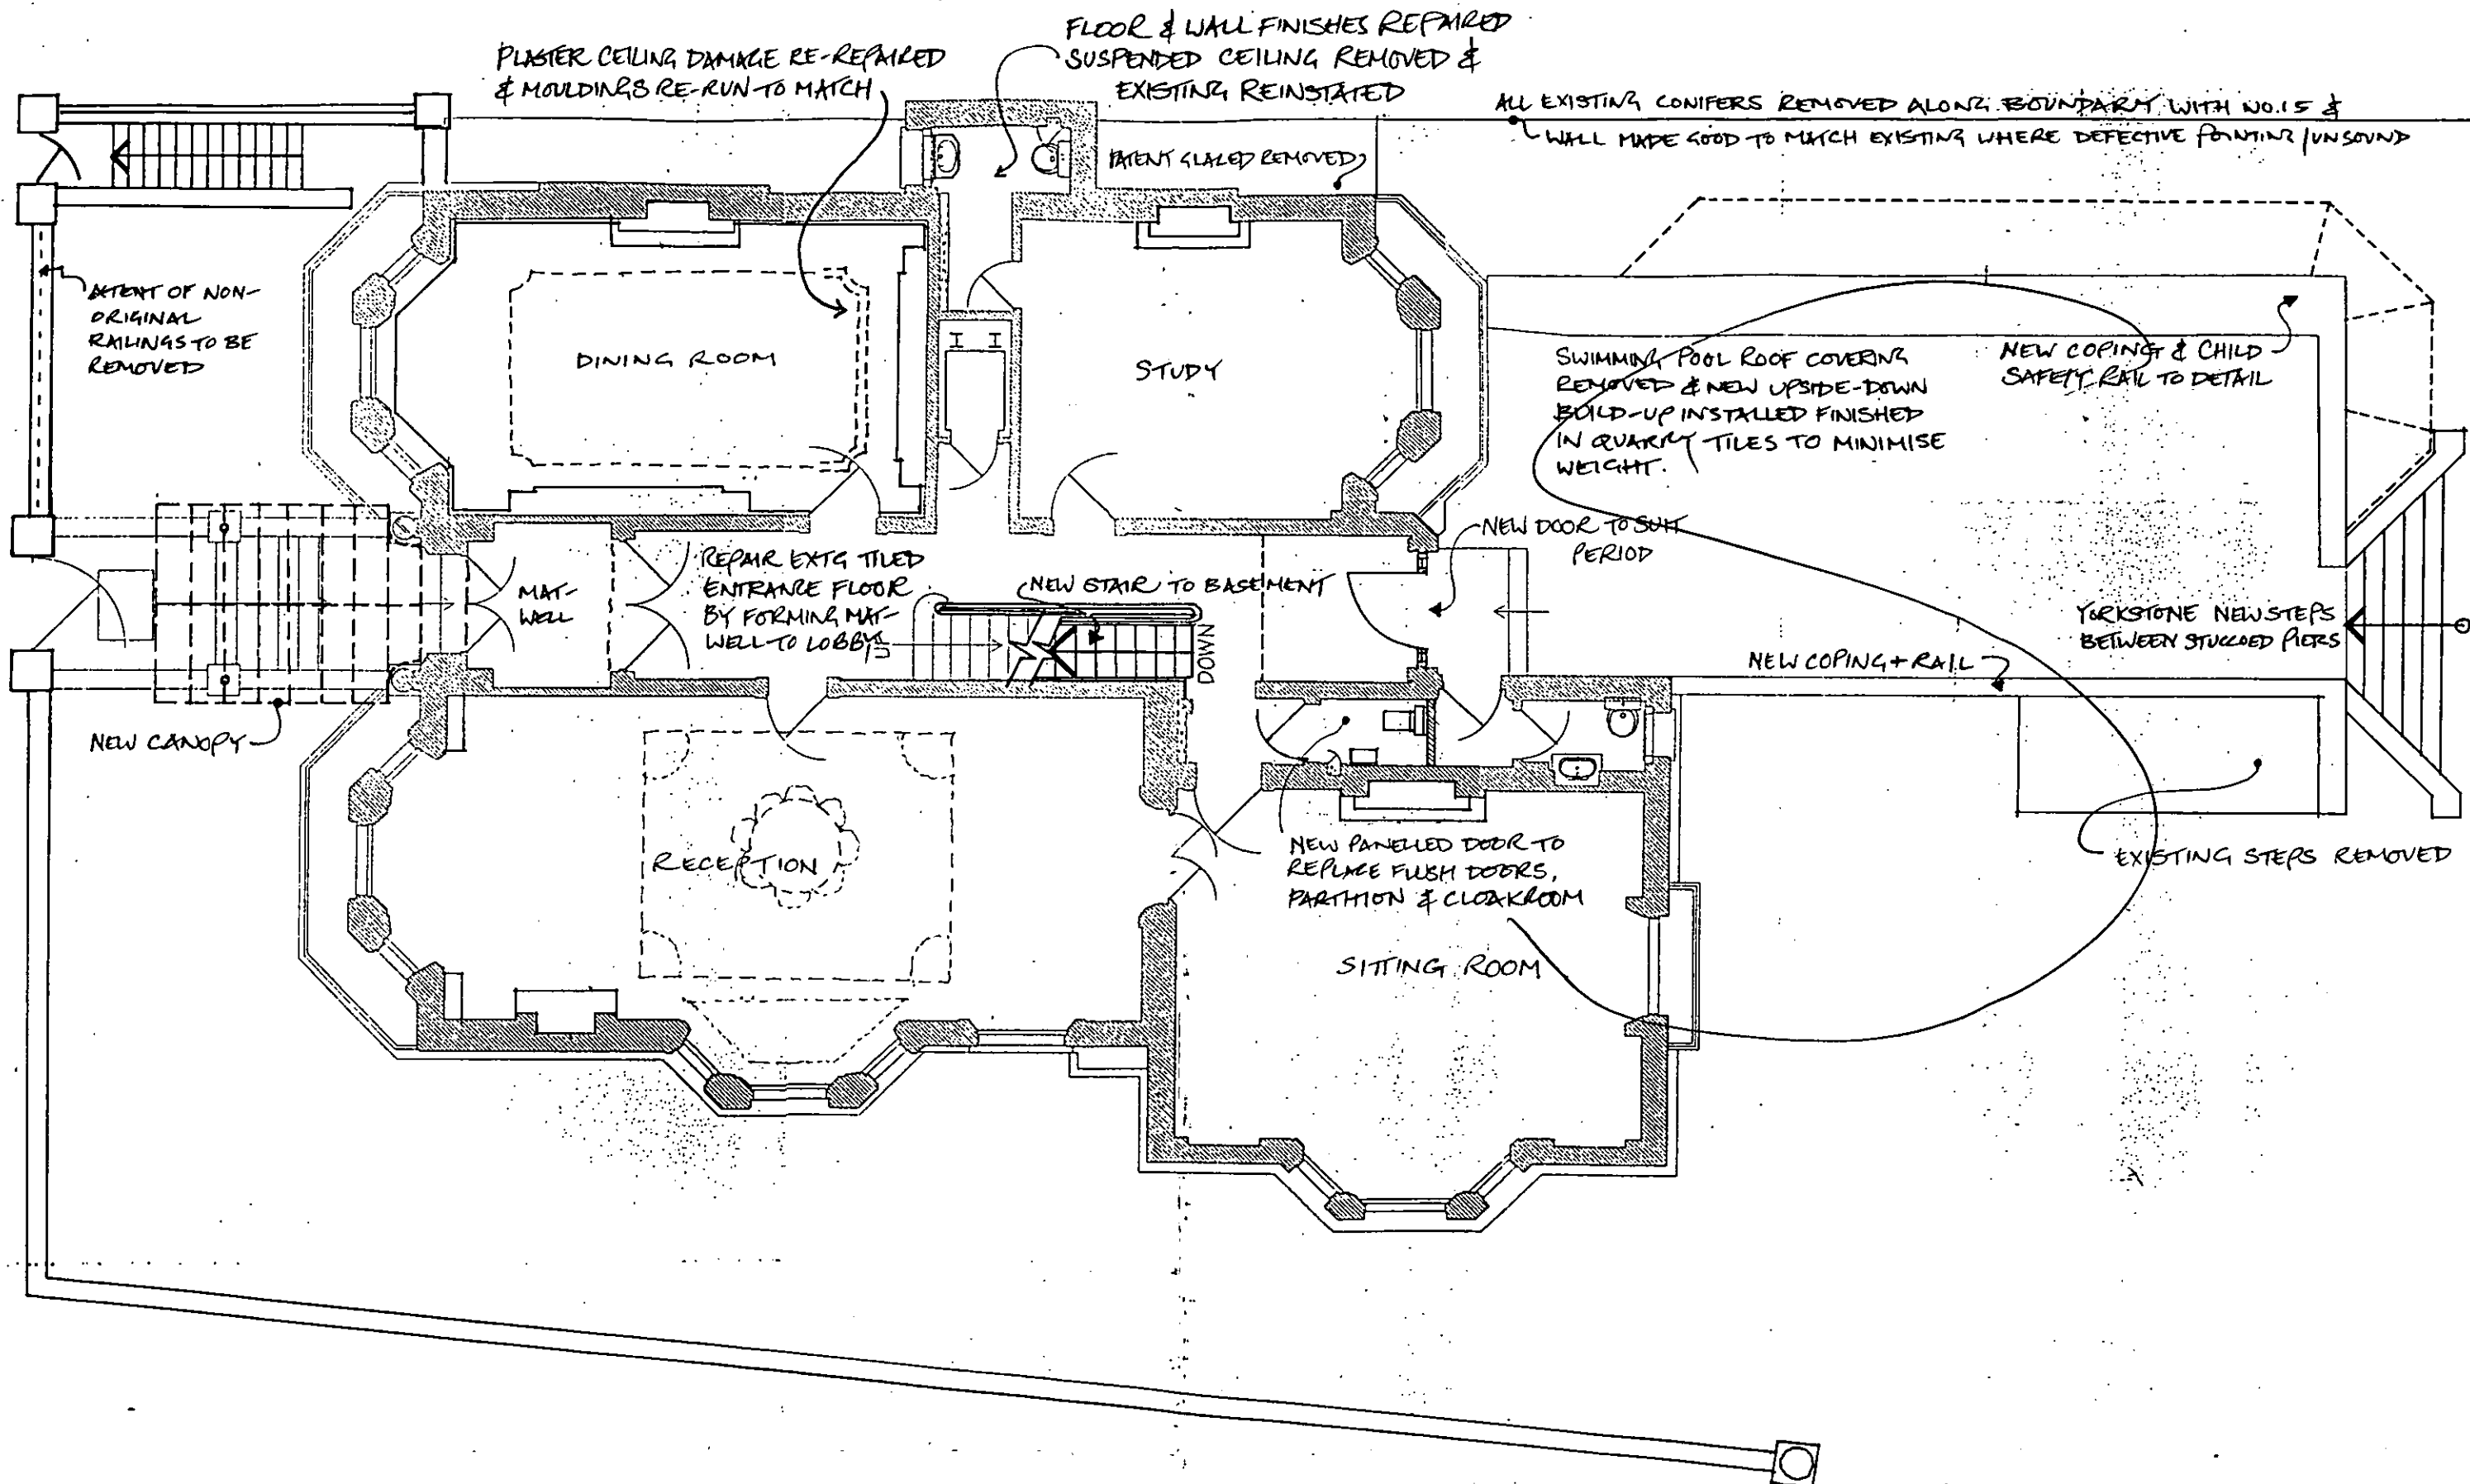 FLOOR & WALL FINISHES REPAIRED
SUSPENDED CEILING REMOVED &
EXISTING REINSTATED
PLASTER CEILING DAMAGE RE-REPAIRED
& MOULDINGS RE-RUN TO MATCH
ALL EXISTING CONIFERS REMOVED ALONG BOUNDARY WITH NO.15 &
WALL MADE GOOD TO MATCH EXISTING WHERE DEFECTIVE POINTING/UNSOUND
PATENT GLAZED REMOVED
EXTENT OF NON-
ORIGINAL
RAILINGS TO BE
REMOVED
DINING ROOM
STUDY
SWIMMING POOL ROOF COVERING
REMOVED & NEW UPSIDE-DOWN
BUILD-UP INSTALLED FINISHED
IN QUARRY TILES TO MINIMISE
WEIGHT.
NEW COPING & CHILD
SAFETY RAIL TO DETAIL
NEW DOOR TO SUIT
PERIOD
MAT-
WELL
REPAIR EXTG TILED
ENTRANCE FLOOR
BY FORMING MAT-
WELL TO LOBBY
NEW STAIR TO BASEMENT
DOWN
YORKSTONE NEW STEPS
BETWEEN STUCCOED PIERS
NEW COPING + RAIL
NEW CANOPY
RECEPTION
NEW PANELLED DOOR TO
REPLACE FLUSH DOORS,
PARTITION & CLOAKROOM
EXISTING STEPS REMOVED
SITTING ROOM